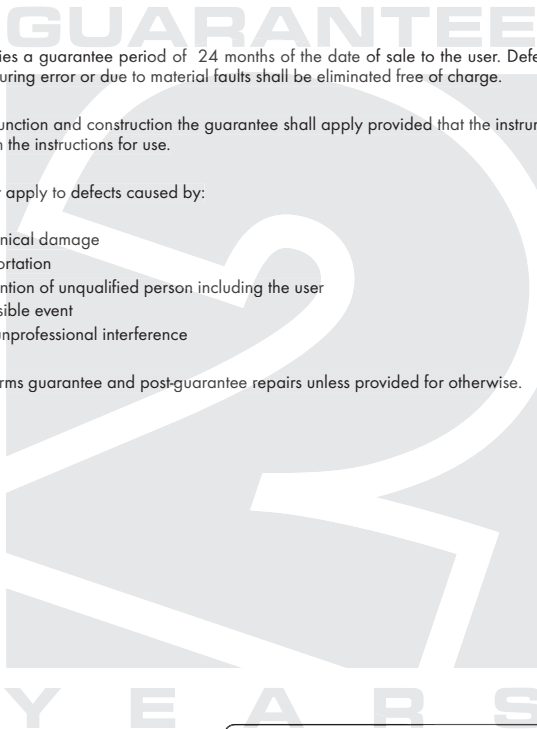 GUARANTEE
ies a guarantee period of 24 months of the date of sale to the user. Defe
uring error or due to material faults shall be eliminated free of charge.
unction and construction the guarantee shall apply provided that the instrun
n the instructions for use.
apply to defects caused by:
nical damage
ortation
ntion of unqualified person including the user
sible event
unprofessional interference
rms guarantee and post-guarantee repairs unless provided for otherwise.
2
YEARS